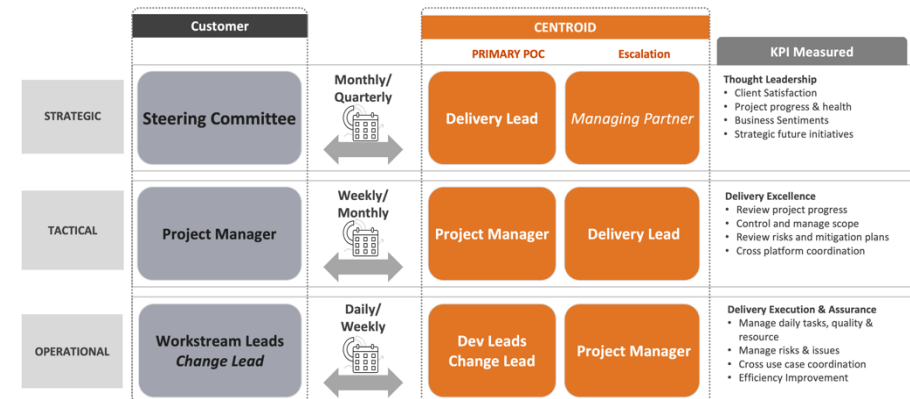 Customer
CENTROID
PRIMARY POC
Escalation
KPI Measured
STRATEGIC
Steering Committee
Monthly/
Quarterly
Delivery Lead
Managing Partner
Thought Leadership
• Client Satisfaction
• Project progress & health
• Business Sentiments
• Strategic future initiatives
TACTICAL
Project Manager
Weekly/
Monthly
Project Manager
Delivery Lead
Delivery Excellence
• Review project progress
• Control and manage scope
• Review risks and mitigation plans
• Cross platform coordination
OPERATIONAL
Workstream Leads
Change Lead
Daily/
Weekly
Dev Leads
Change Lead
Project Manager
Delivery Execution & Assurance
• Manage daily tasks, quality &
resource
• Manage risks & issues
• Cross use case coordination
• Efficiency Improvement